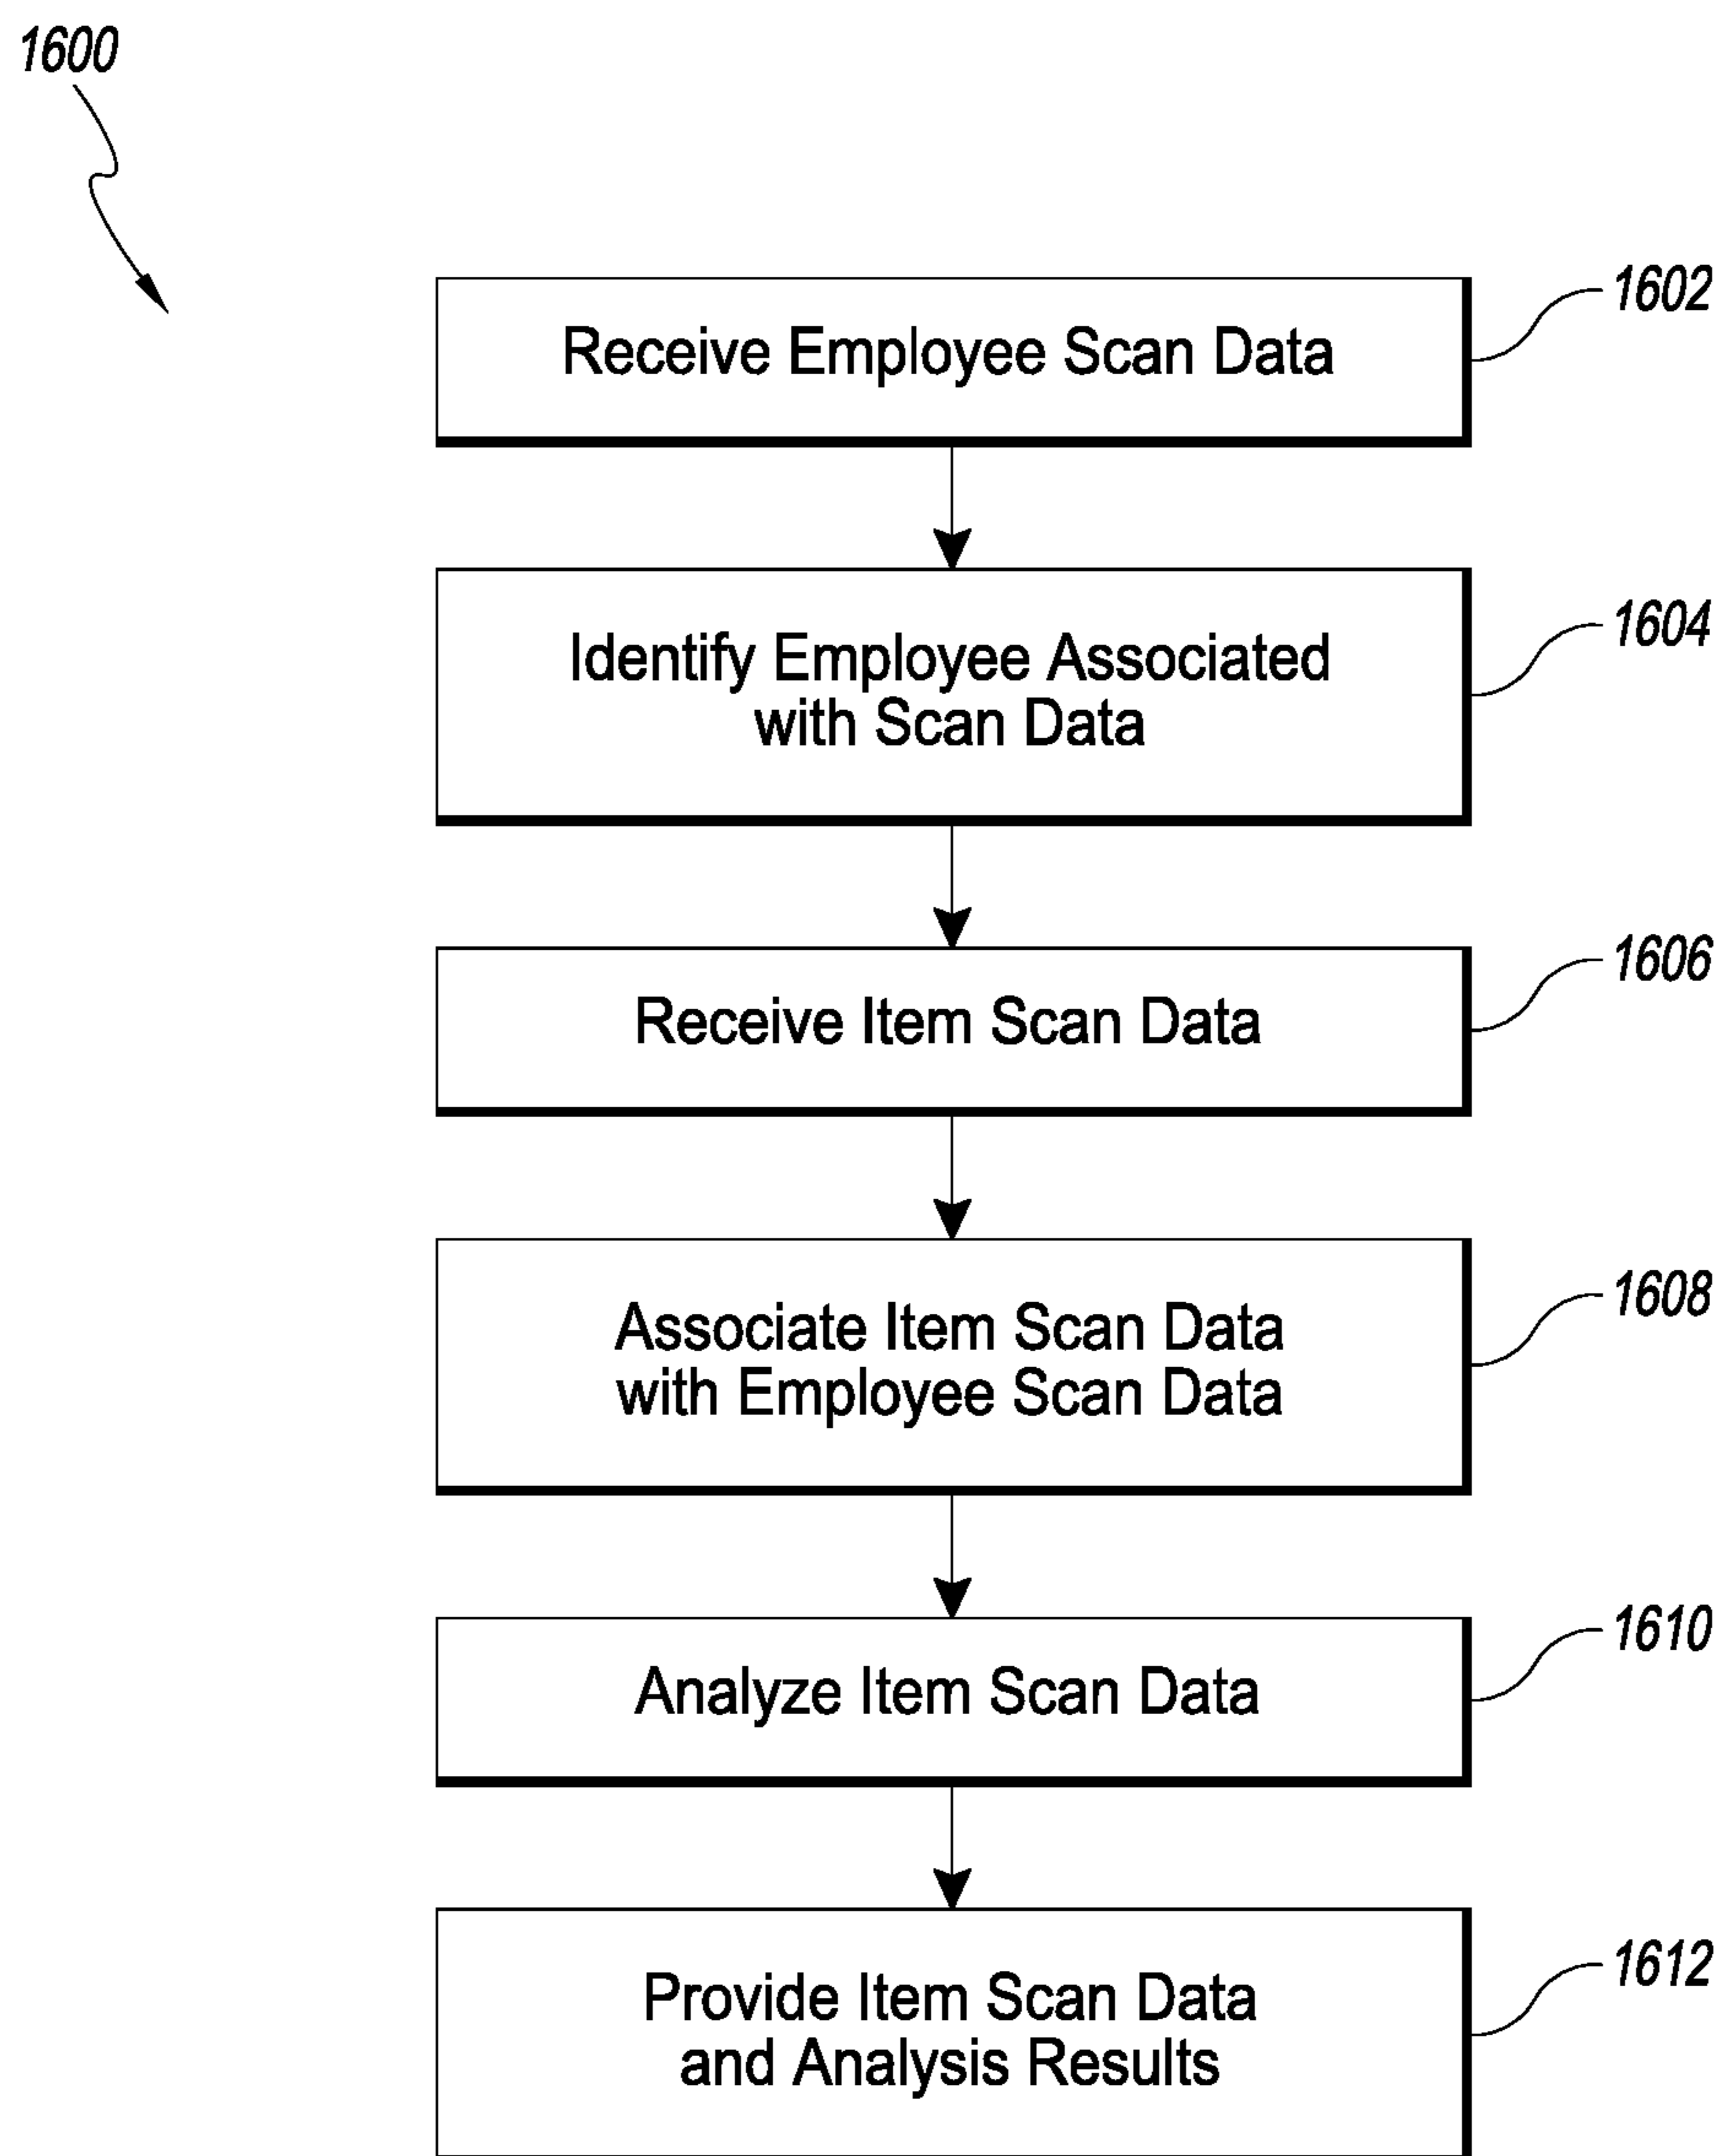 1600
Receive Employee Scan Data
1602
Identify Employee Associated
with Scan Data
1604
Receive Item Scan Data
1606
Associate Item Scan Data
with Employee Scan Data
1608
Analyze Item Scan Data
1610
Provide Item Scan Data
and Analysis Results
1612